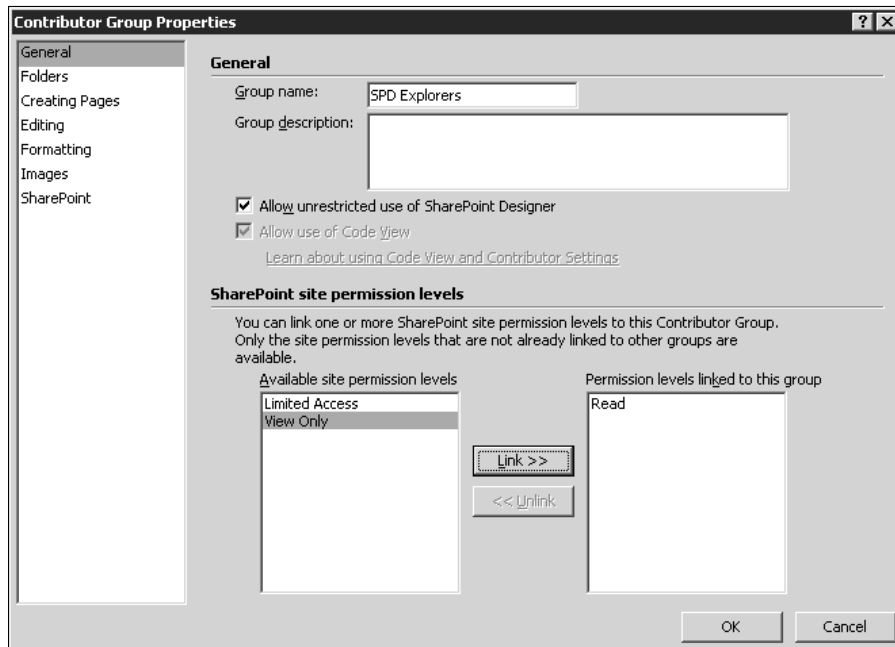 Contributor Group Properties
General
Folders
Creating Pages
Editing
Formatting
Images
SharePoint
General
Group name:
SPD Explorers
Group description:
Allow unrestricted use of SharePoint Designer
Allow use of Code View
Learn about using Code View and Contributor Settings
SharePoint site permission levels
You can link one or more SharePoint site permission levels to this Contributor Group.
Only the site permission levels that are not already linked to other groups are
available.
Available site permission levels
Limited Access
View Only
Link >>
<< Unlink
Permission levels linked to this group
Read
OK
Cancel